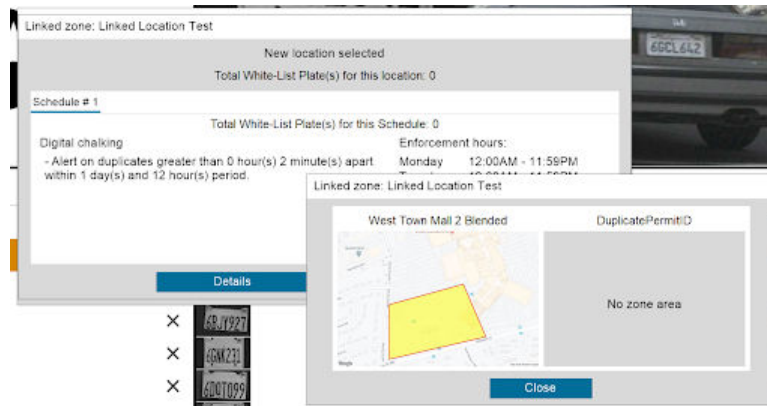 Linked zone: Linked Location Test
New location selected
Total White-List Plate(s) for this location: 0
Schedule # 1
Total White-List Plate(s) for this Schedule: 0
Digital chalking
Enforcement hours:
- Alert on duplicates greater than 0 hour(s) 2 minute(s) apart
within 1 day(s) and 12 hour(s) period.
Monday 12:00AM - 11:59PM
Details
6GCL642
Linked zone: Linked Location Test
West Town Mall 2 Blended
DuplicatePermitID
No zone area
Close
6BJY927
6GNK231
6DQT099